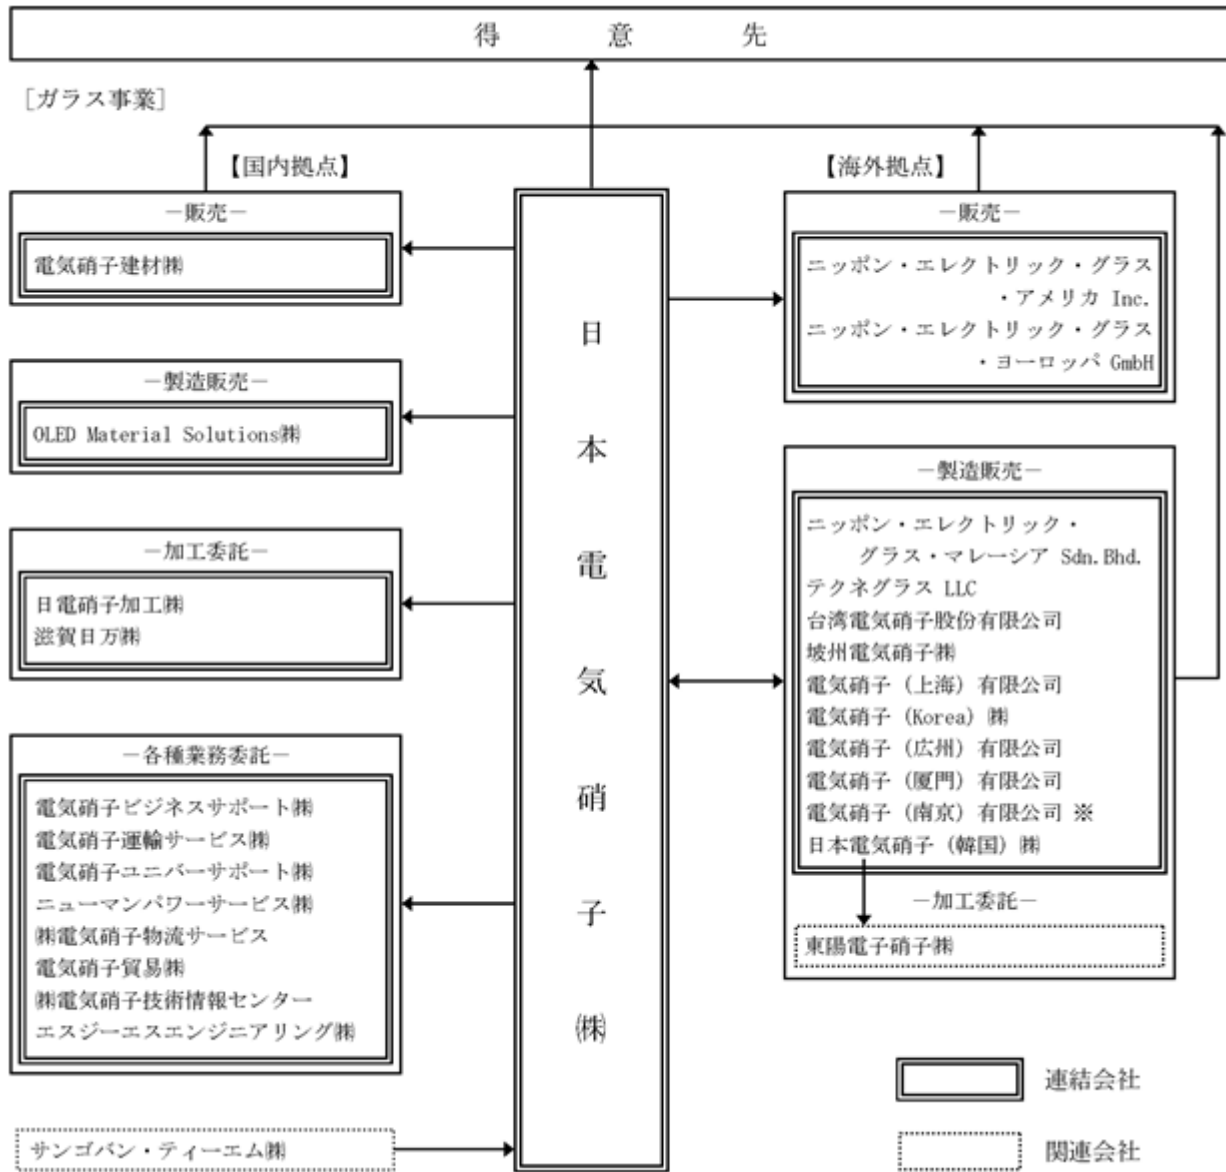 得意先
［ガラス事業］
【国内拠点】
－販売－
電気硝子建材㈱
－製造販売－
OLED Material Solutions㈱
－加工委託－
日電硝子加工㈱
滋賀日万㈱
－各種業務委託－
電気硝子ビジネスサポート㈱
電気硝子運輸サービス㈱
電気硝子ユニバーサポート㈱
ニューマンパワーサービス㈱
㈱電気硝子物流サービス
電気硝子貿易㈱
㈱電気硝子技術情報センター
エスジーエスエンジニアリング㈱
サンゴバン・ティーエム㈱
日本電気硝子㈱
【海外拠点】
－販売－
ニッポン・エレクトリック・グラス
・アメリカ Inc.
ニッポン・エレクトリック・グラス
・ヨーロッパ GmbH
－製造販売－
ニッポン・エレクトリック・
グラス・マレーシア Sdn.Bhd.
テクネグラス LLC
台湾電気硝子股份有限公司
坡州電気硝子㈱
電気硝子（上海）有限公司
電気硝子（Korea）㈱
電気硝子（広州）有限公司
電気硝子（厦門）有限公司
電気硝子（南京）有限公司 ※
日本電気硝子（韓国）㈱
－加工委託－
東陽電子硝子㈱
連結会社
関連会社